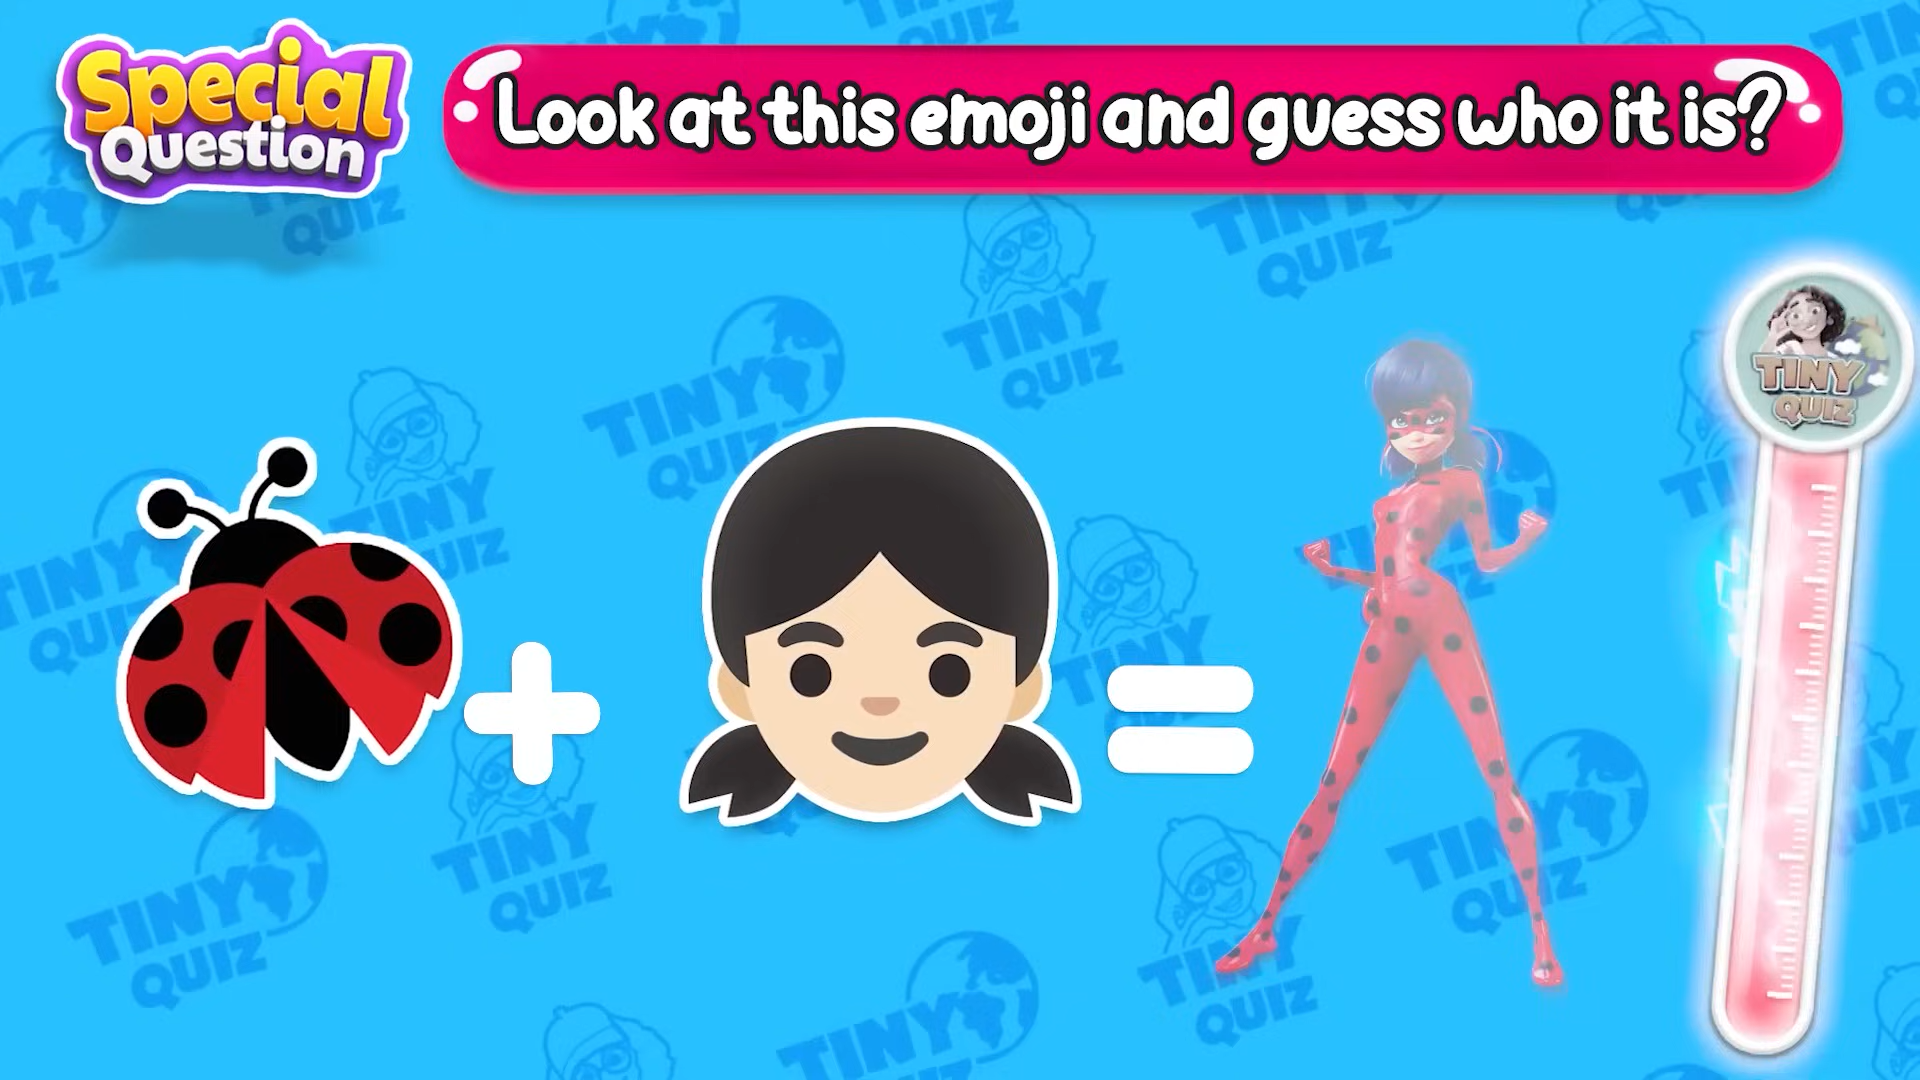 Special
Question
Look at this emoji and guess who it is?
TINY
QUIZ